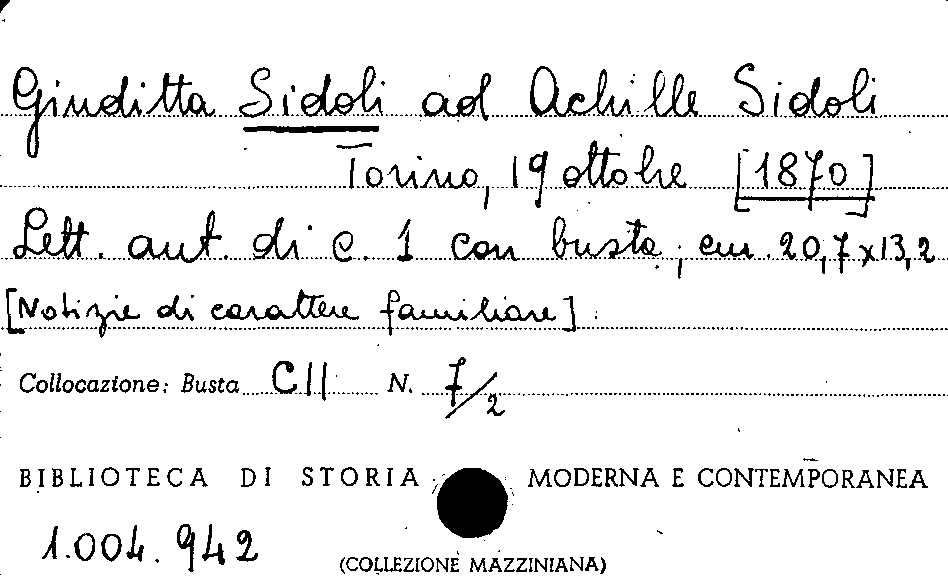 Giuditta Sidoli ad Achille Sidoli
Torino, 19 ottobre [1870]
Lett. aut. di c. 1 con busta; cm. 20,7x13,2
[Notizie di carattere familiare].
Collocazione: Busta CII N. 7/2
BIBLIOTECA DI STORIA MODERNA E CONTEMPORANEA
1.004.942
(COLLEZIONE MAZZINIANA)